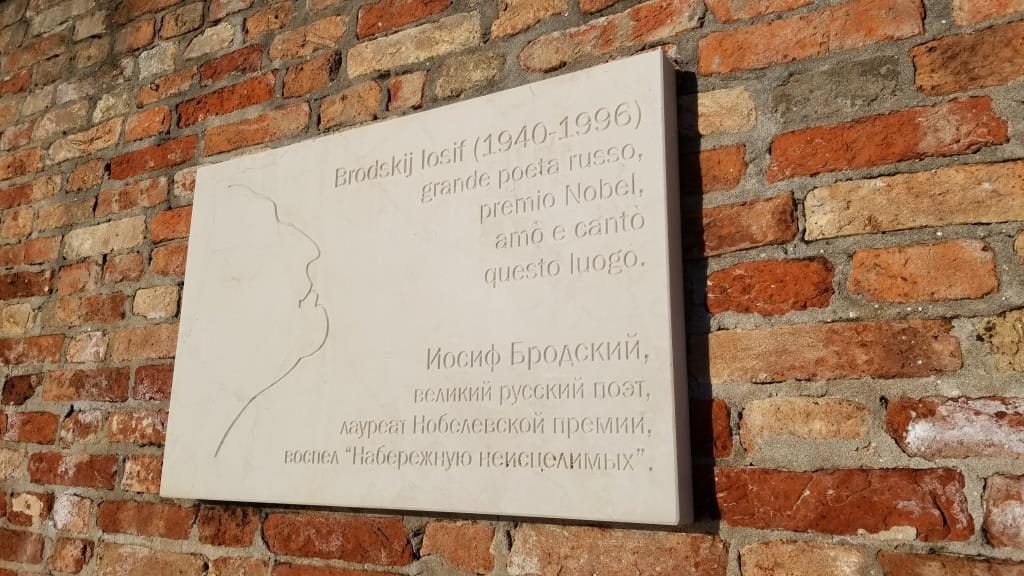 Brodskij Iosif (1940-1996)
grande poeta russo,
premio Nobel,
amò e cantò
questo luogo.
Иосиф Бродский,
великий русский поэт,
лауреат Нобелевской премии,
воспел "Набережную неисцелимых".